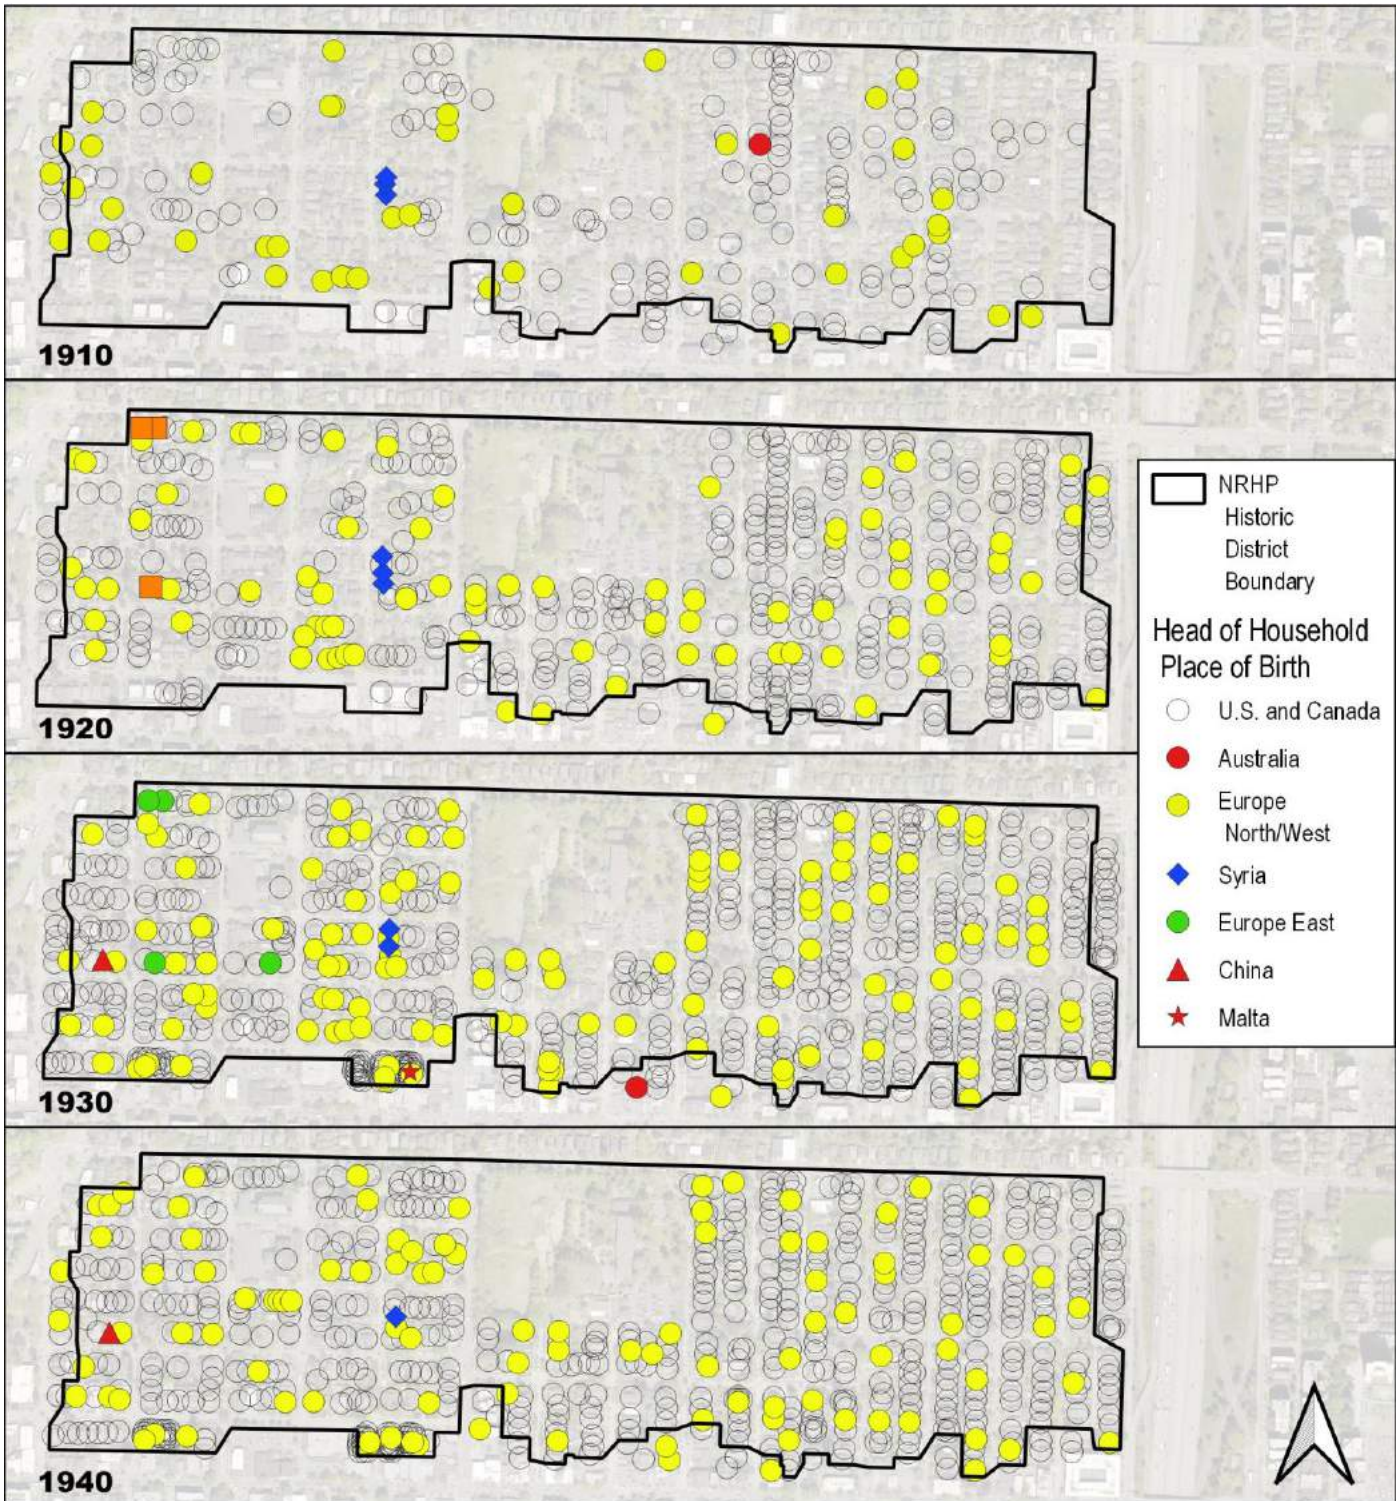 1910
1920
NRHP
Historic
District
Boundary
Head of Household
Place of Birth
U.S. and Canada
Australia
Europe
North/West
Syria
Europe East
China
Malta
1930
1940